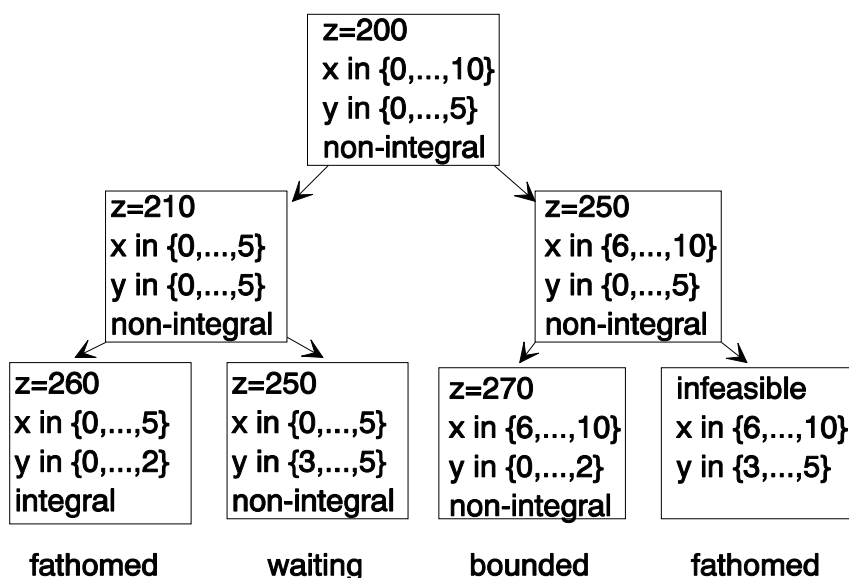 z=200
x in {0,...,10}
y in {0,...,5}
non-integral
z=210
x in {0,...,5}
y in {0,...,5}
non-integral
z=250
x in {6,...,10}
y in {0,...,5}
non-integral
z=260
x in {0,...,5}
y in {0,...,2}
integral
z=250
x in {0,...,5}
y in {3,...,5}
non-integral
z=270
x in {6,...,10}
y in {0,...,2}
non-integral
infeasible
x in {6,...,10}
y in {3,...,5}
fathomed
waiting
bounded
fathomed